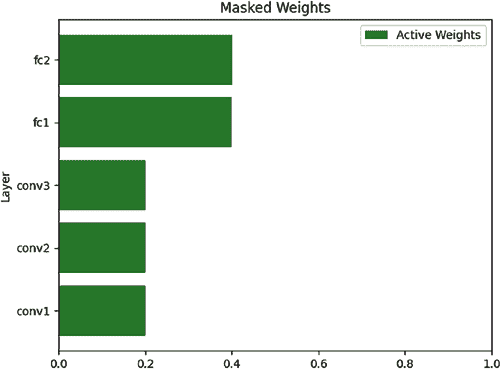 Masked Weights
Active Weights
Layer
fc2
fc1
conv3
conv2
conv1
0.0 0.2 0.4 0.6 0.8 1.0